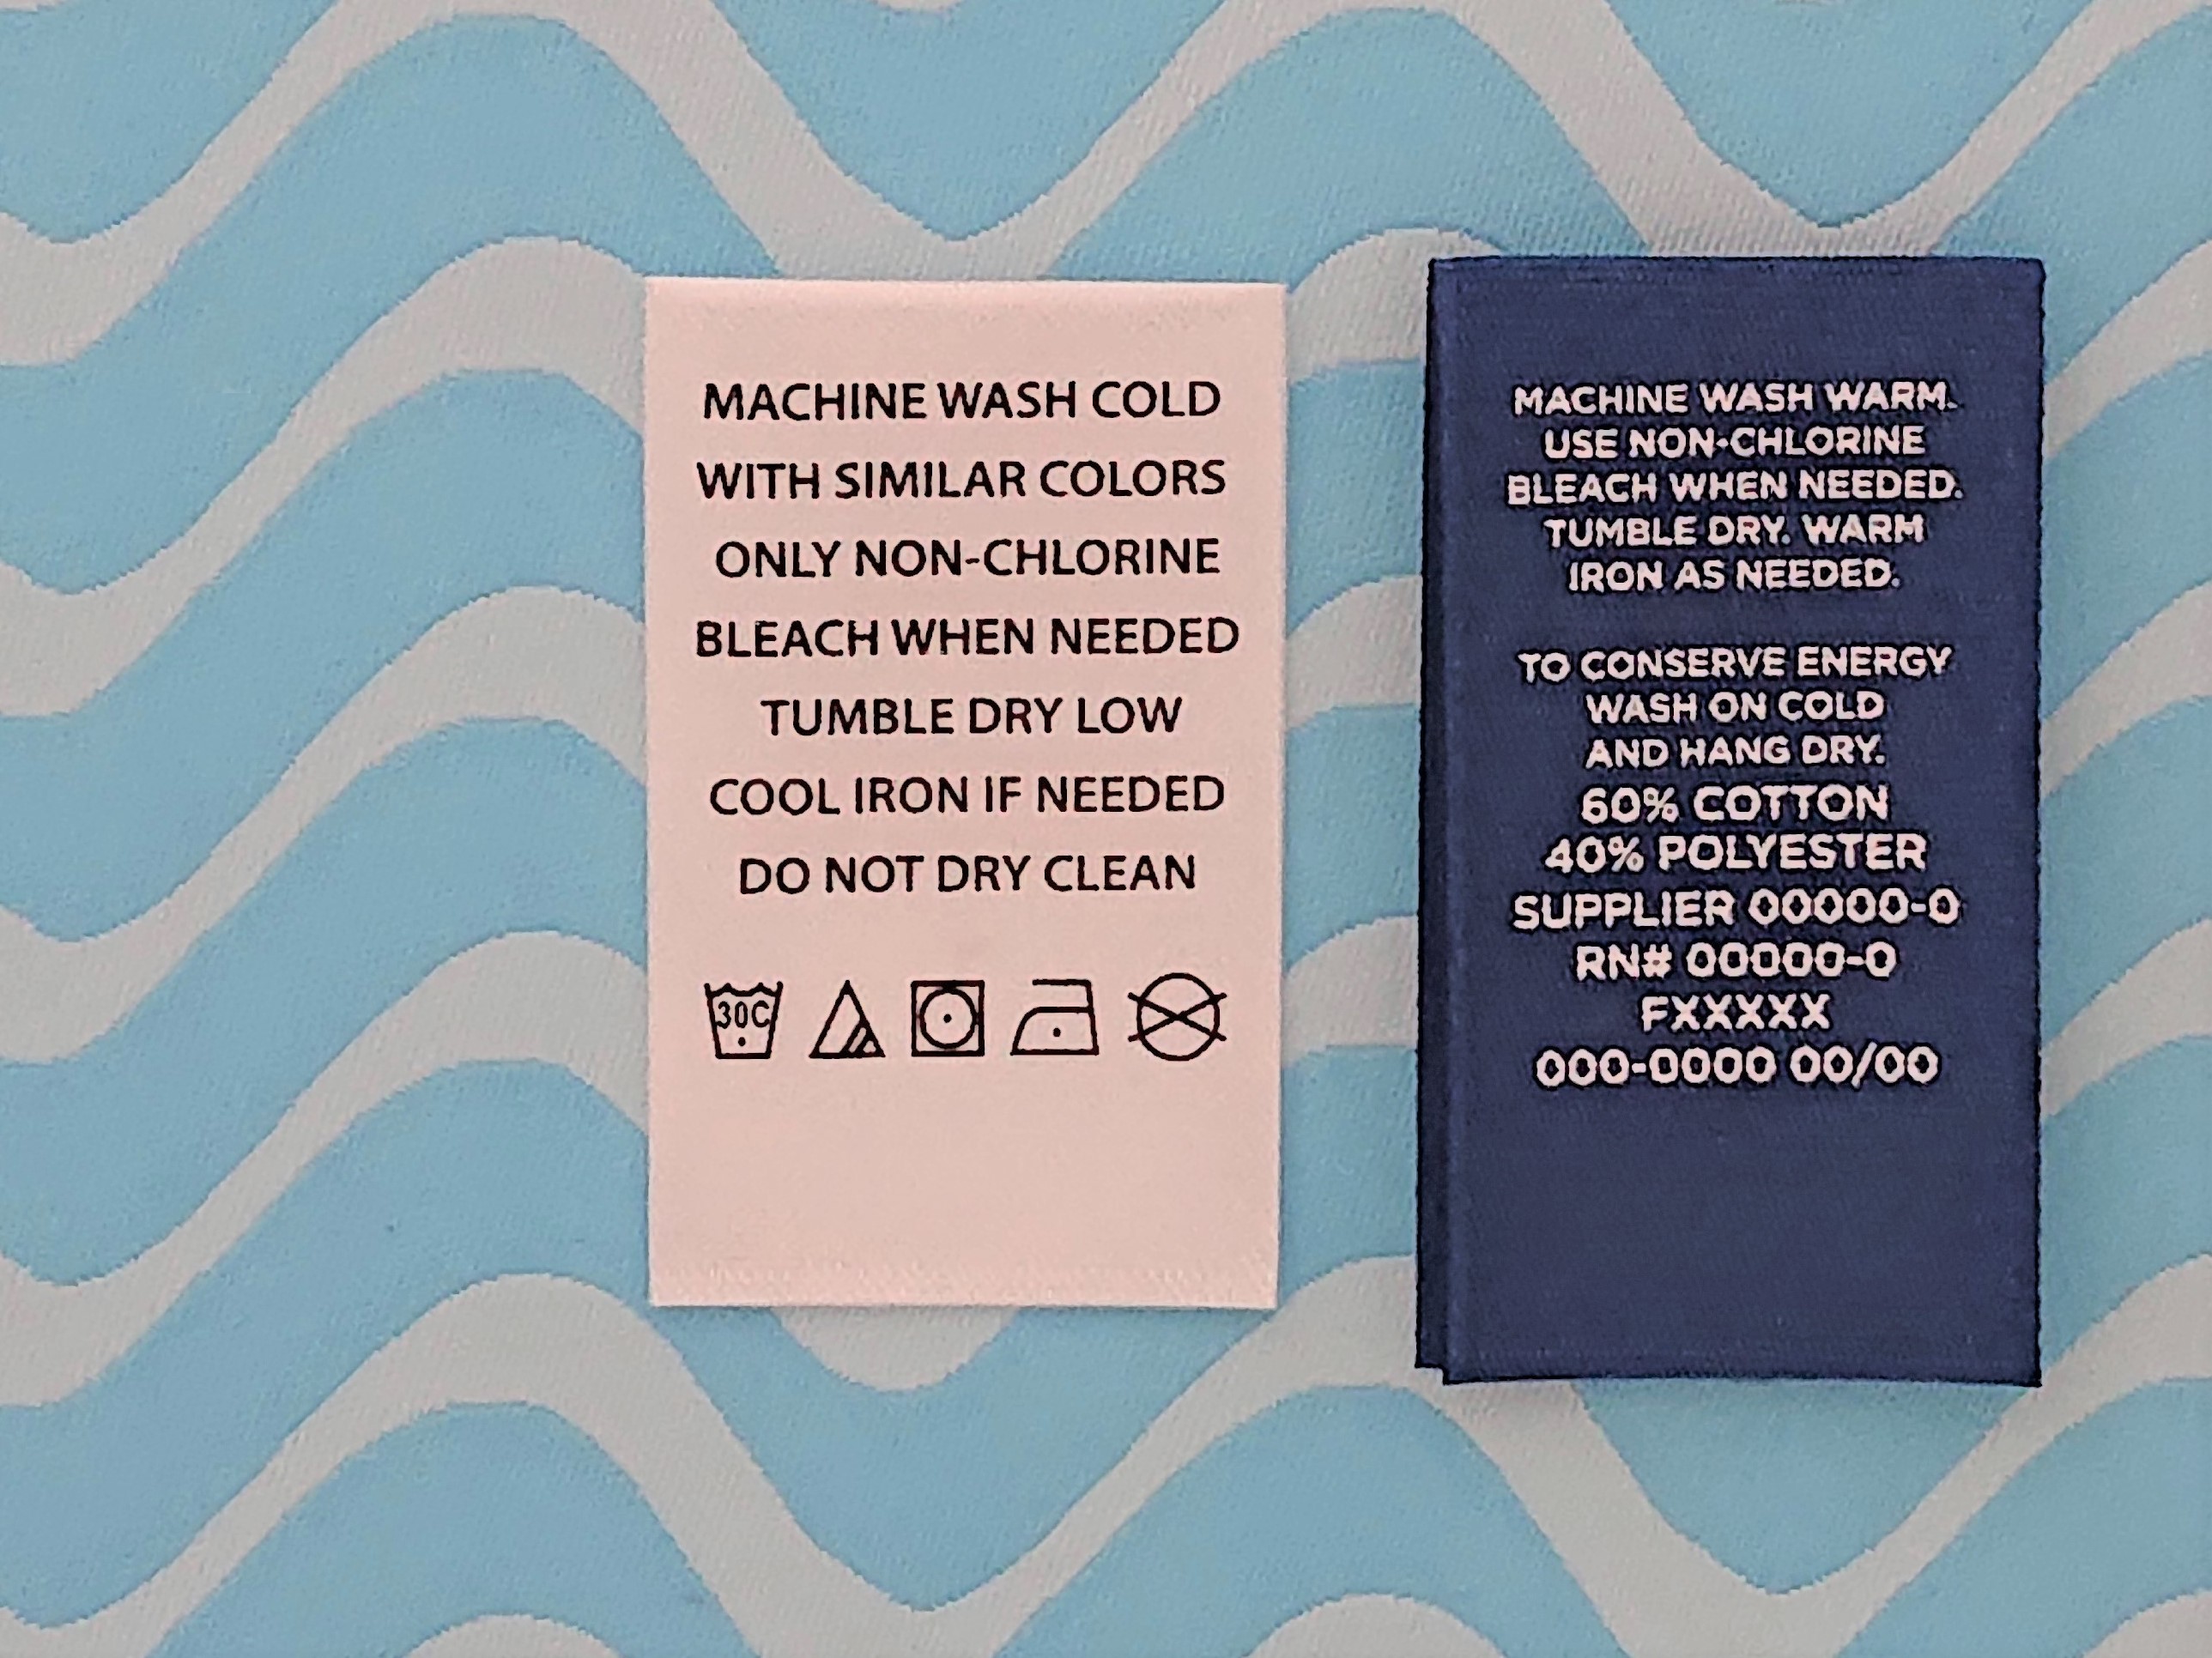 MACHINE WASH COLD
WITH SIMILAR COLORS
ONLY NON-CHLORINE
BLEACH WHEN NEEDED
TUMBLE DRY LOW
COOL IRON IF NEEDED
DO NOT DRY CLEAN
30C
MACHINE WASH WARM.
USE NON-CHLORINE
BLEACH WHEN NEEDED.
TUMBLE DRY. WARM
IRON AS NEEDED.
TO CONSERVE ENERGY
WASH ON COLD
AND HANG DRY.
60% COTTON
40% POLYESTER
SUPPLIER 00000-0
RN# 00000-0
FXXXXX
000-0000 00/00